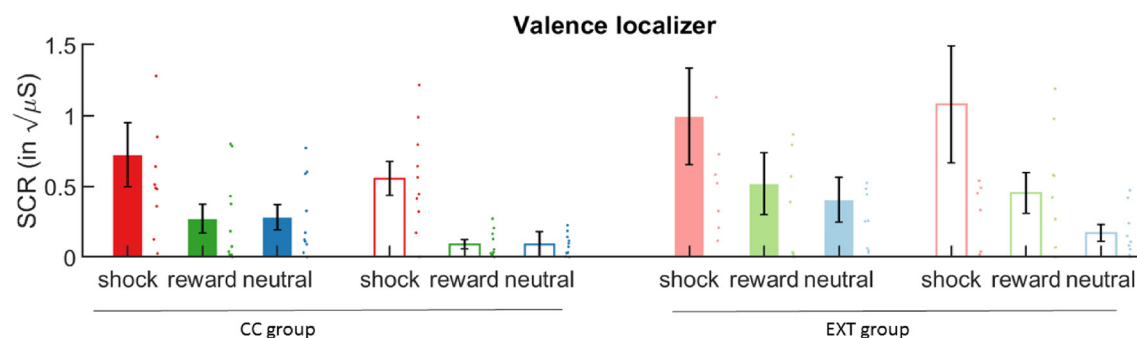 Valence localizer
SCR (in √μS)
1.5
1
0.5
0
shock reward neutral shock reward neutral shock reward neutral shock reward neutral
CC group EXT group